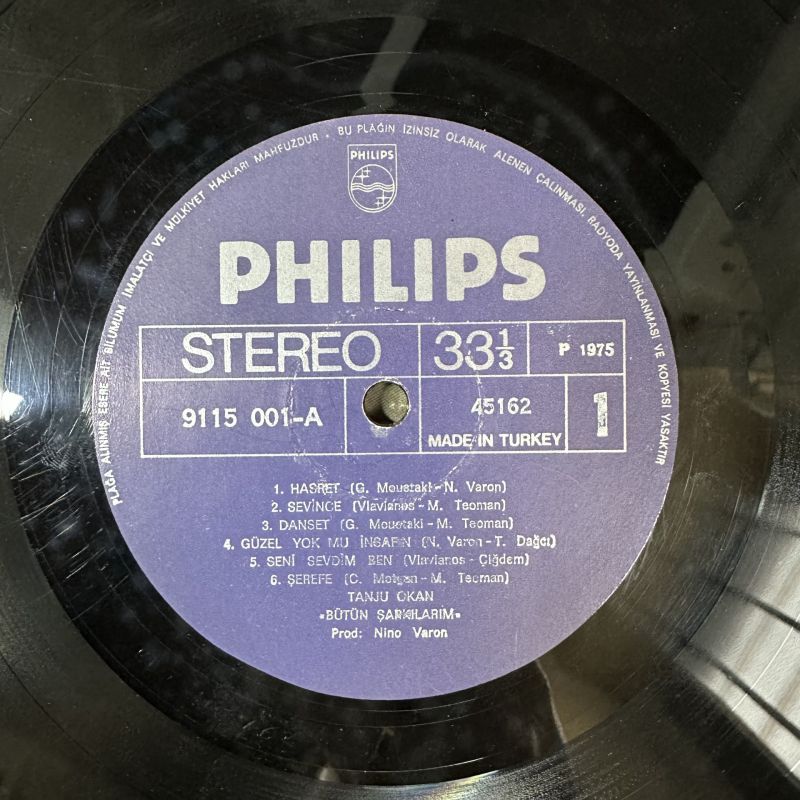 PLAĞA ALINMIŞ ESERE AİT BİLÜMUM İMALATÇI VE MÜLKİYET HAKLARI MAHFUZDUR • BU PLAĞIN İZİNSİZ OLARAK ALENEN ÇALINMASI, RADYODA YAYINLANMASI VE KOPYESİ YASAKTIR
PHILIPS
PHILIPS
STEREO 33⅓ P 1975
9115 001-A 45162 MADE IN TURKEY 1
1. HASRET (G. Moustaki - N. Varon)
2. SEVİNCE (Vlavianos - M. Teoman)
3. DANSET (G. Moustaki - M. Teoman)
4. GÜZEL YOK MU İNSAFIN (N. Varon - T. Dağcı)
5. SENİ SEVDİM BEN (Vlavianos - Çiğdem)
6. ŞEREFE (C. - M. Teoman)
TANJU OKAN
«BÜTÜN ŞARKILARIM»
Prod: Nino Varon